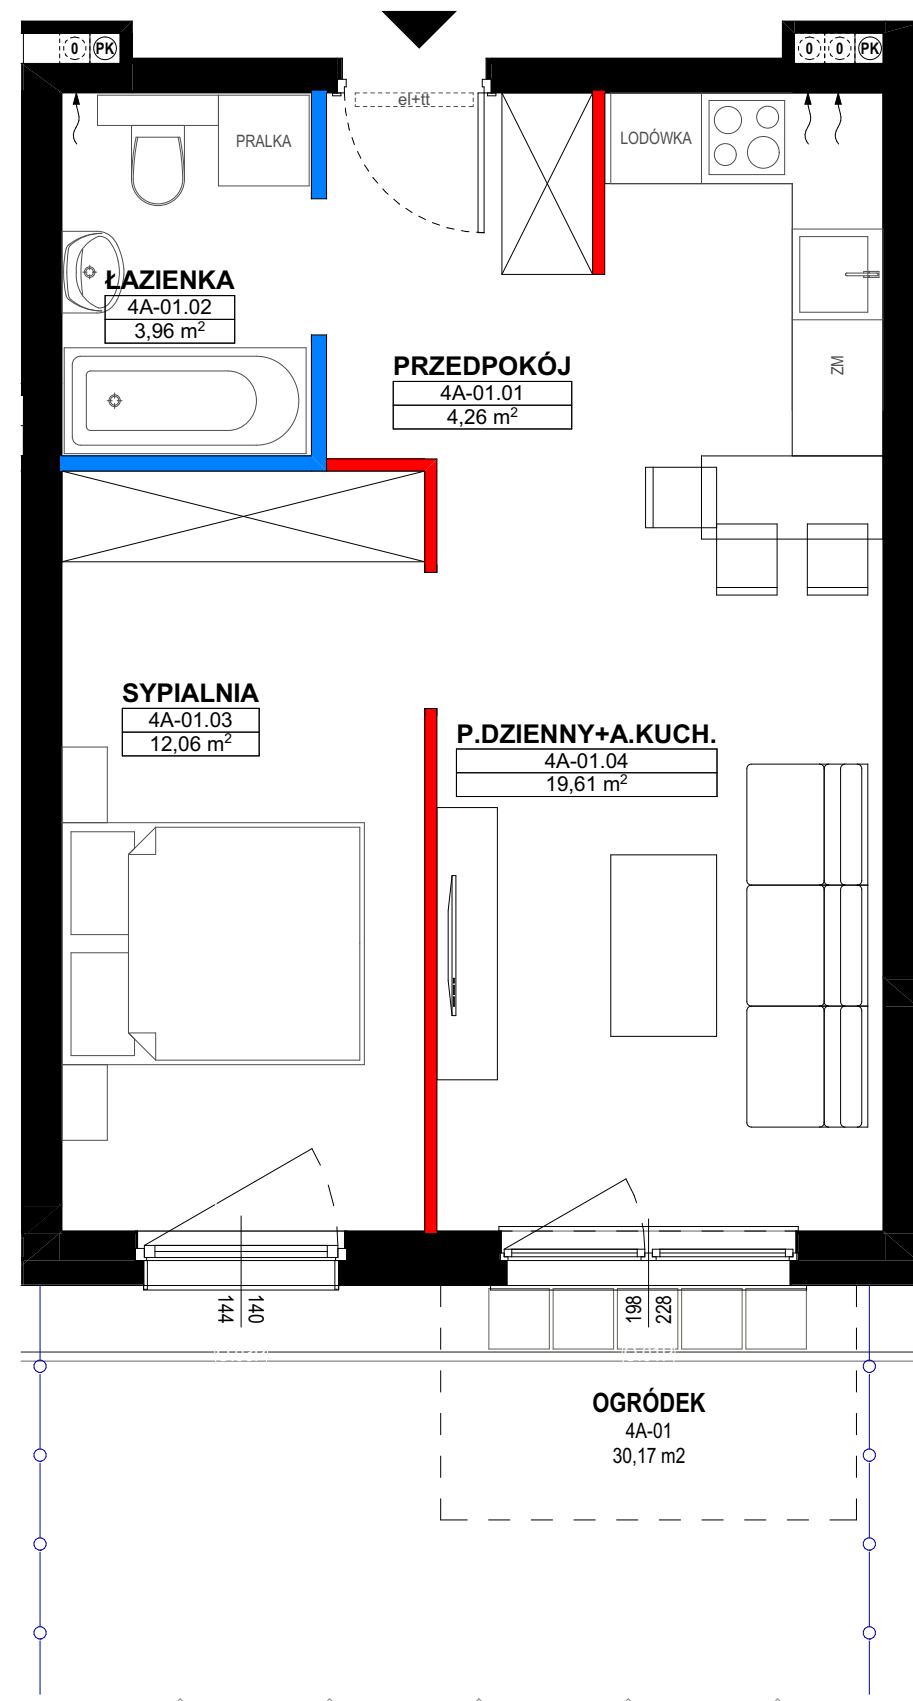 0 PK
0 0 PK
el+tt
PRALKA
LODÓWKA
ŁAZIENKA
4A-01.02
3,96 m²
ZM
PRZEDPOKÓJ
4A-01.01
4,26 m²
SYPIALNIA
4A-01.03
12,06 m²
P.DZIENNY+A.KUCH.
4A-01.04
19,61 m²
144
140
198
228
OGRÓDEK
4A-01
30,17 m2